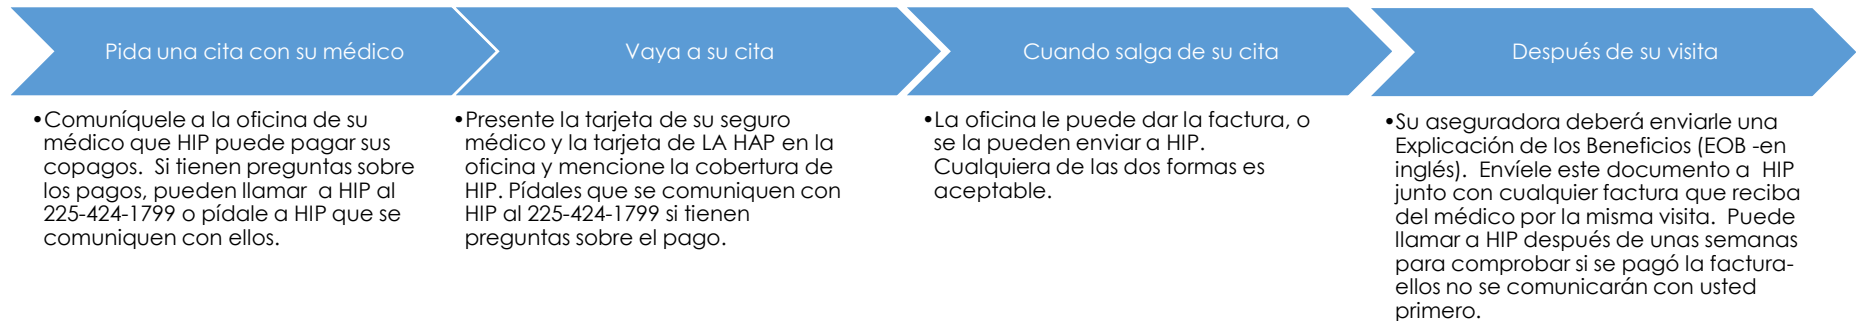 Pida una cita con su médico
•Comuníquele a la oficina de su
médico que HIP puede pagar sus
copagos.  Si tienen preguntas sobre
los pagos, pueden llamar  a HIP al
225-424-1799 o pídale a HIP que se
comuniquen con ellos.
Vaya a su cita
•Presente la tarjeta de su seguro
médico y la tarjeta de LA HAP en la
oficina y mencione la cobertura de
HIP. Pídales que se comuniquen con
HIP al 225-424-1799 si tienen
preguntas sobre el pago.
Cuando salga de su cita
•La oficina le puede dar la factura, o
se la pueden enviar a HIP.
Cualquiera de las dos formas es
aceptable.
Después de su visita
•Su aseguradora deberá enviarle una
Explicación de los Beneficios (EOB -en
inglés).  Envíele este documento a  HIP
junto con cualquier factura que reciba
del médico por la misma visita.  Puede
llamar a HIP después de unas semanas
para comprobar si se pagó la factura-
ellos no se comunicarán con usted
primero.